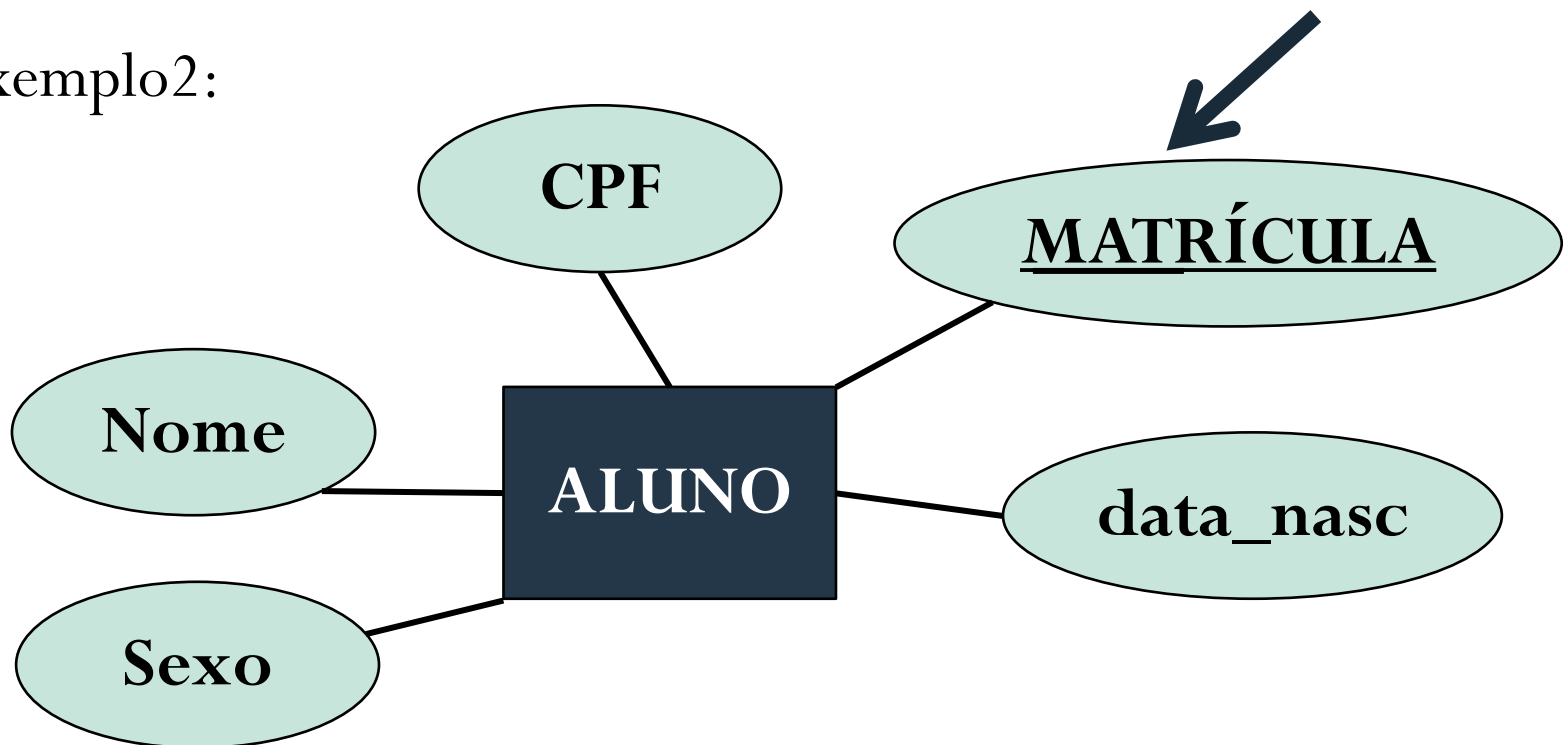 xemplo2:
CPF
MATRÍCULA
Nome
ALUNO
data_nasc
Sexo